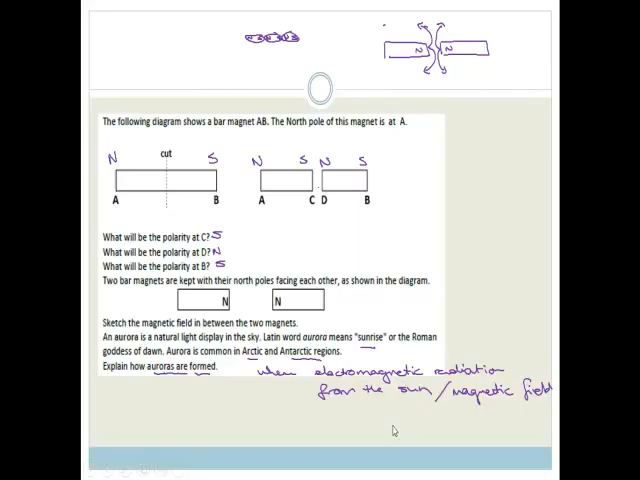 N S N S N S
N N
The following diagram shows a bar magnet AB. The North pole of this magnet is at A.
N cut S N S N S
A B A C D B
What will be the polarity at C? S
What will be the polarity at D? N
What will be the polarity at B? S
Two bar magnets are kept with their north poles facing each other, as shown in the diagram.
N N
Sketch the magnetic field in between the two magnets.
An aurora is a natural light display in the sky. Latin word aurora means "sunrise" or the Roman
goddess of dawn. Aurora is common in Arctic and Antarctic regions.
Explain how auroras are formed. when electromagnetic radiation
from the sun / magnetic field